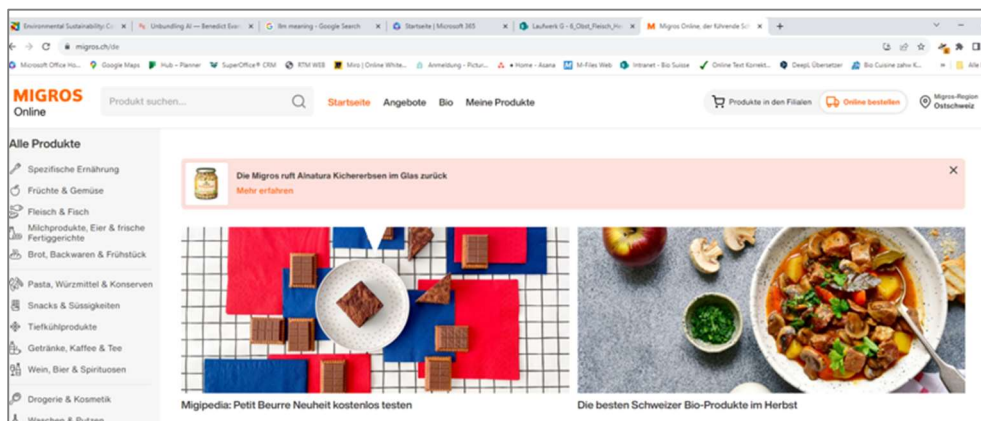 Environmental Sustainability: C
Unbundling AI — Benedict Evan
llm meaning - Google Search
Startseite | Microsoft 365
Laufwerk G - 6_Obst_Fleisch_Ho
Migros Online, der führende Sch
migros.ch/de
Microsoft Office Ho...
Google Maps
Hub – Planner
SuperOffice® CRM
RTM WEB
Miro | Online White...
Anmeldung - Pictur...
Home - Asana
M-Files Web
Intranet - Bio Suisse
Online Text Korrekt...
DeepL Übersetzer
Bio Cuisine zahw K...
Alle
MIGROS
Online
Produkt suchen...
Startseite
Angebote
Bio
Meine Produkte
Produkte in den Filialen
Online bestellen
Migros-Region
Ostschweiz
Alle Produkte
Spezifische Ernährung
Früchte & Gemüse
Fleisch & Fisch
Milchprodukte, Eier & frische
Fertiggerichte
Brot, Backwaren & Frühstück
Pasta, Würzmittel & Konserven
Snacks & Süssigkeiten
Tiefkühlprodukte
Getränke, Kaffee & Tee
Wein, Bier & Spirituosen
Drogerie & Kosmetik
Waschen & Putzen
Die Migros ruft Alnatura Kichererbsen im Glas zurück
Mehr erfahren
Migipedia: Petit Beurre Neuheit kostenlos testen
Die besten Schweizer Bio-Produkte im Herbst